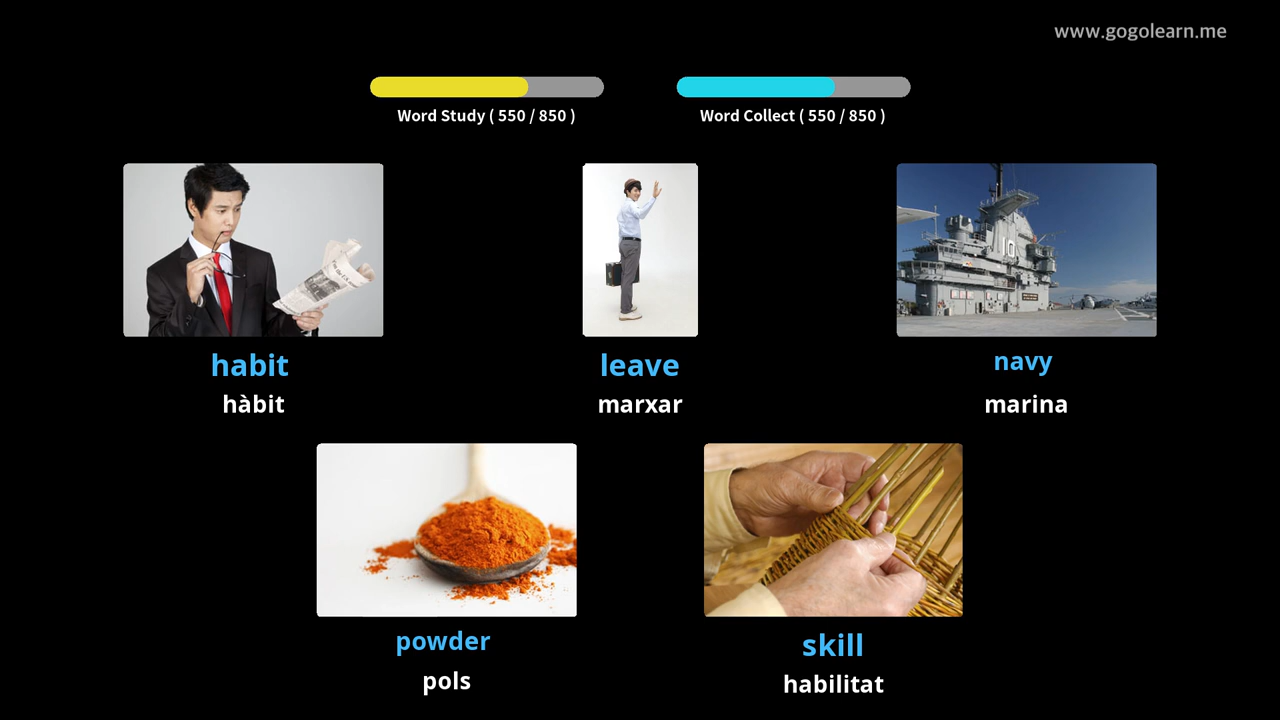 www.gogolearn.me
Word Study ( 550 / 850 )
Word Collect ( 550 / 850 )
16
habit
leave
navy
hàbit
marxar
marina
powder
skill
pols
habilitat